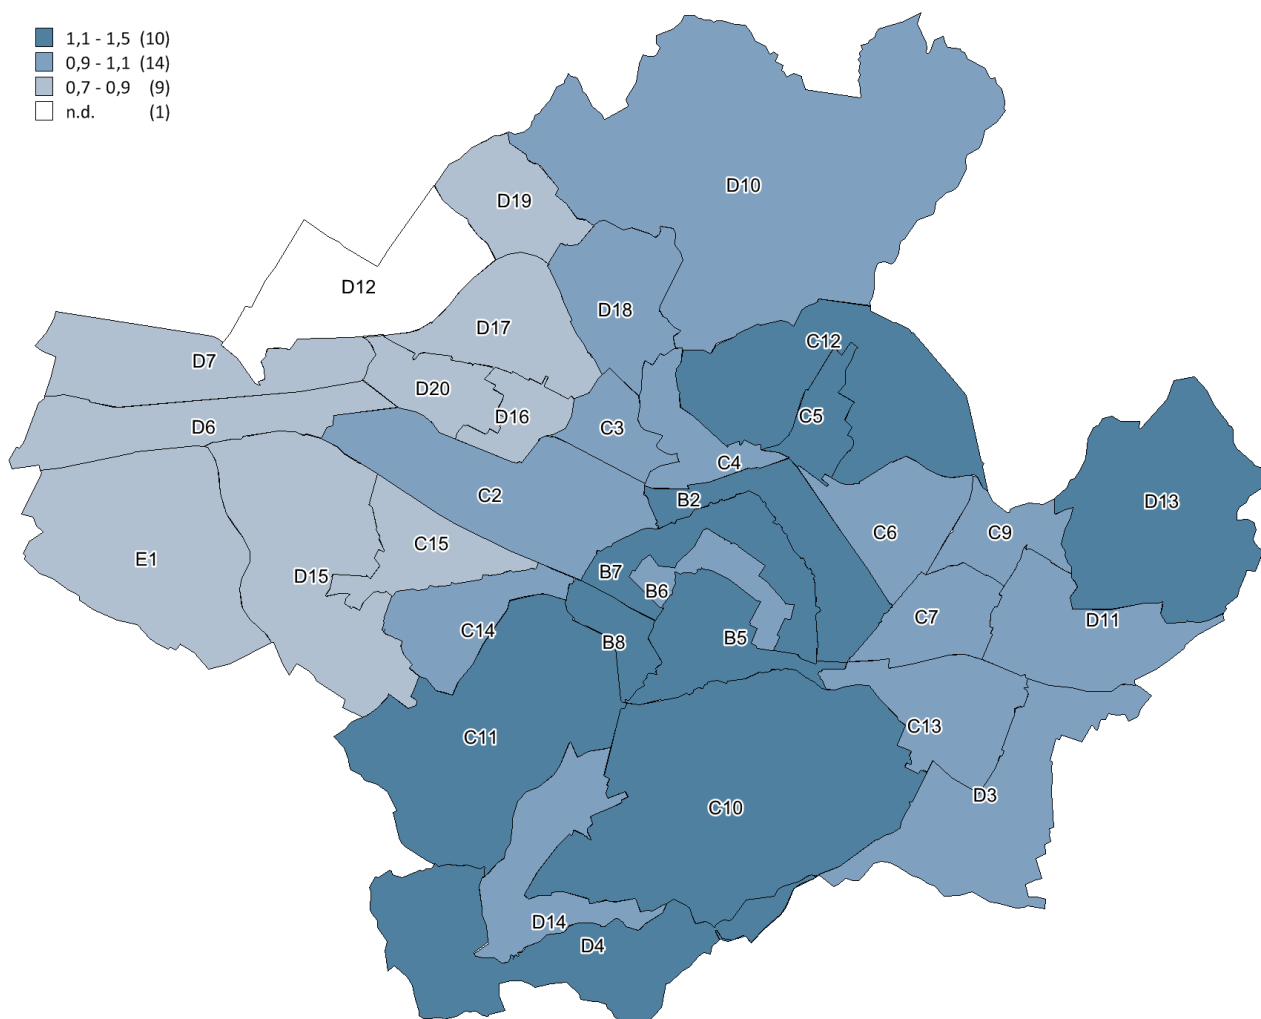 1,1 - 1,5 (10)
0,9 - 1,1 (14)
0,7 - 0,9 (9)
n.d. (1)
D10
D19
D12
D18
D17
C12
D7
D20
D16
C5
D6
C3
C4
C2
B2
D13
C6
C9
C15
E1
D15
B7
B6
C14
B8
B5
C7
D11
C11
C13
C10
D3
D14
D4